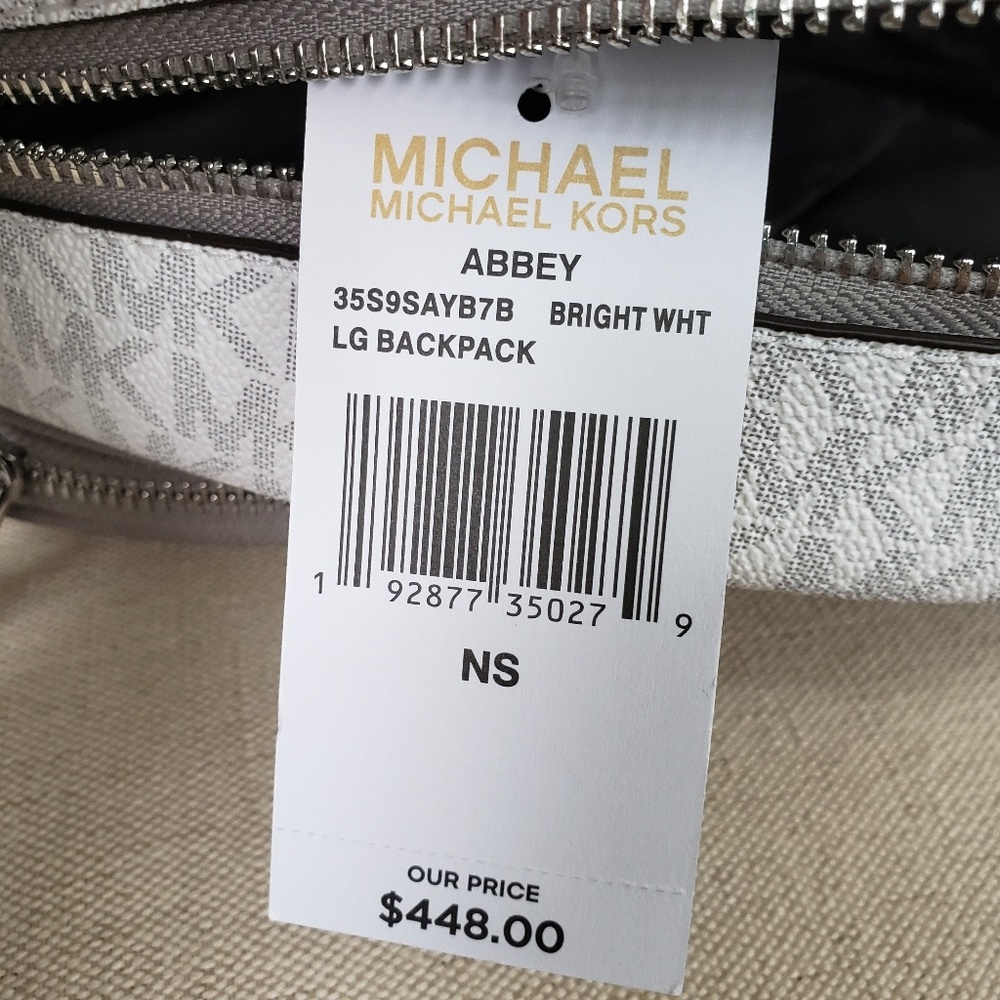 MICHAEL
MICHAEL KORS
ABBEY
35S9SAYB7B BRIGHT WHT
LG BACKPACK
1 92877 35027 9
NS
OUR PRICE
$448.00